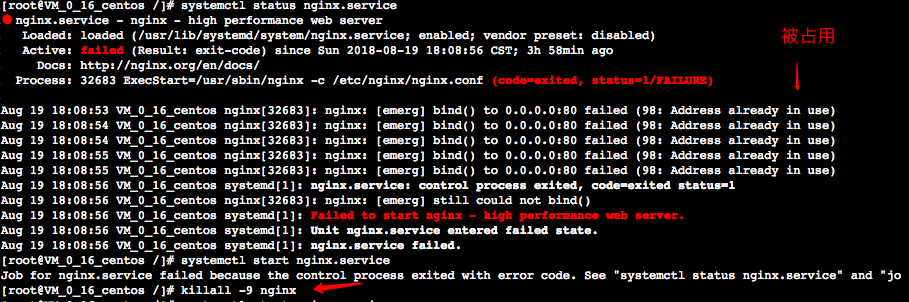 [root@VM_0_16_centos /]# systemctl status nginx.service
nginx.service - nginx - high performance web server
Loaded: loaded (/usr/lib/systemd/system/nginx.service; enabled; vendor preset: disabled)
被占用
Active: failed (Result: exit-code) since Sun 2018-08-19 18:08:56 CST; 3h 58min ago
Docs: http://nginx.org/en/docs/
Process: 32683 ExecStart=/usr/sbin/nginx -c /etc/nginx/nginx.conf (code=exited, status=1/FAILURE)
Aug 19 18:08:53 VM_0_16_centos nginx[32683]: nginx: [emerg] bind() to 0.0.0.0:80 failed (98: Address already in use)
Aug 19 18:08:54 VM_0_16_centos nginx[32683]: nginx: [emerg] bind() to 0.0.0.0:80 failed (98: Address already in use)
Aug 19 18:08:54 VM_0_16_centos nginx[32683]: nginx: [emerg] bind() to 0.0.0.0:80 failed (98: Address already in use)
Aug 19 18:08:55 VM_0_16_centos nginx[32683]: nginx: [emerg] bind() to 0.0.0.0:80 failed (98: Address already in use)
Aug 19 18:08:55 VM_0_16_centos nginx[32683]: nginx: [emerg] bind() to 0.0.0.0:80 failed (98: Address already in use)
Aug 19 18:08:56 VM_0_16_centos systemd[1]: nginx.service: control process exited, code=exited status=1
Aug 19 18:08:56 VM_0_16_centos nginx[32683]: nginx: [emerg] still could not bind()
Aug 19 18:08:56 VM_0_16_centos systemd[1]: Failed to start nginx - high performance web server.
Aug 19 18:08:56 VM_0_16_centos systemd[1]: Unit nginx.service entered failed state.
Aug 19 18:08:56 VM_0_16_centos systemd[1]: nginx.service failed.
[root@VM_0_16_centos /]# systemctl start nginx.service
Job for nginx.service failed because the control process exited with error code. See "systemctl status nginx.service" and "jo
[root@VM_0_16_centos /]# killall -9 nginx